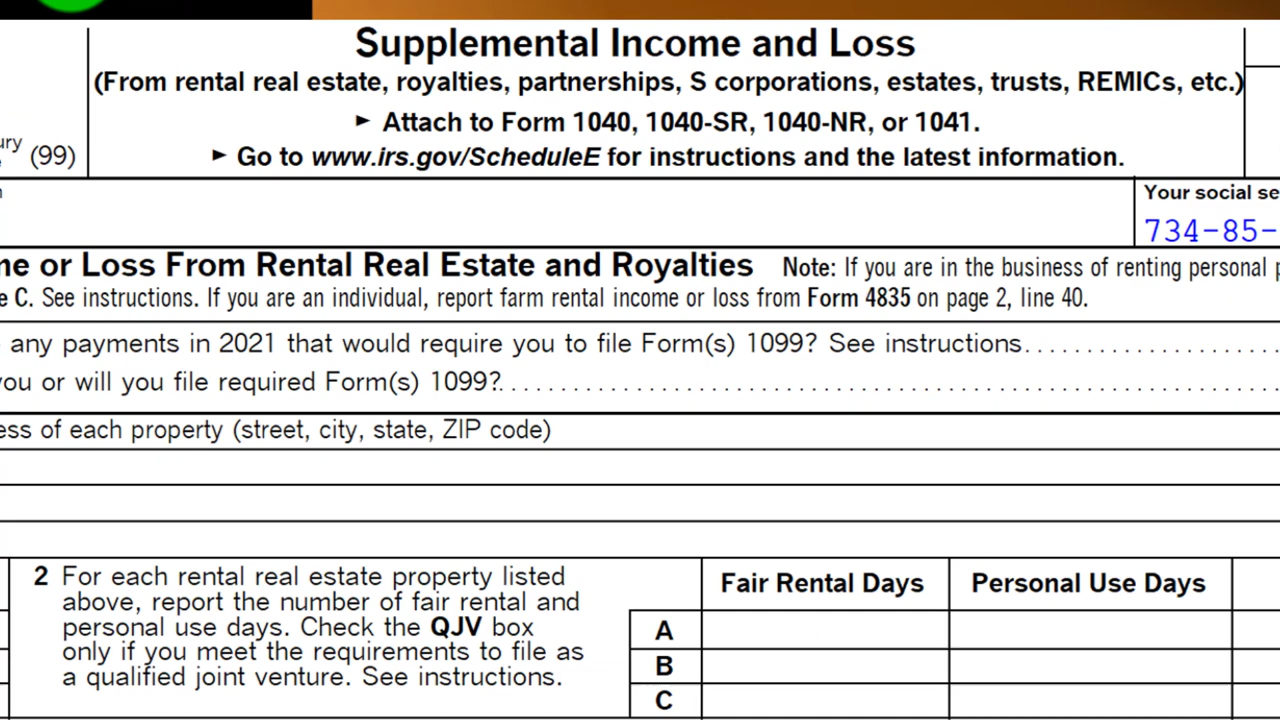 Supplemental Income and Loss
(From rental real estate, royalties, partnerships, S corporations, estates, trusts, REMICs, etc.)
► Attach to Form 1040, 1040-SR, 1040-NR, or 1041.
ury (99) ► Go to www.irs.gov/ScheduleE for instructions and the latest information.
Your social se
734-85-
me or Loss From Rental Real Estate and Royalties Note: If you are in the business of renting personal p
e C. See instructions. If you are an individual, report farm rental income or loss from Form 4835 on page 2, line 40.
any payments in 2021 that would require you to file Form(s) 1099? See instructions
you or will you file required Form(s) 1099?
ess of each property (street, city, state, ZIP code)
2 For each rental real estate property listed
above, report the number of fair rental and
personal use days. Check the QJV box
only if you meet the requirements to file as
a qualified joint venture. See instructions.
Fair Rental Days Personal Use Days
A
B
C